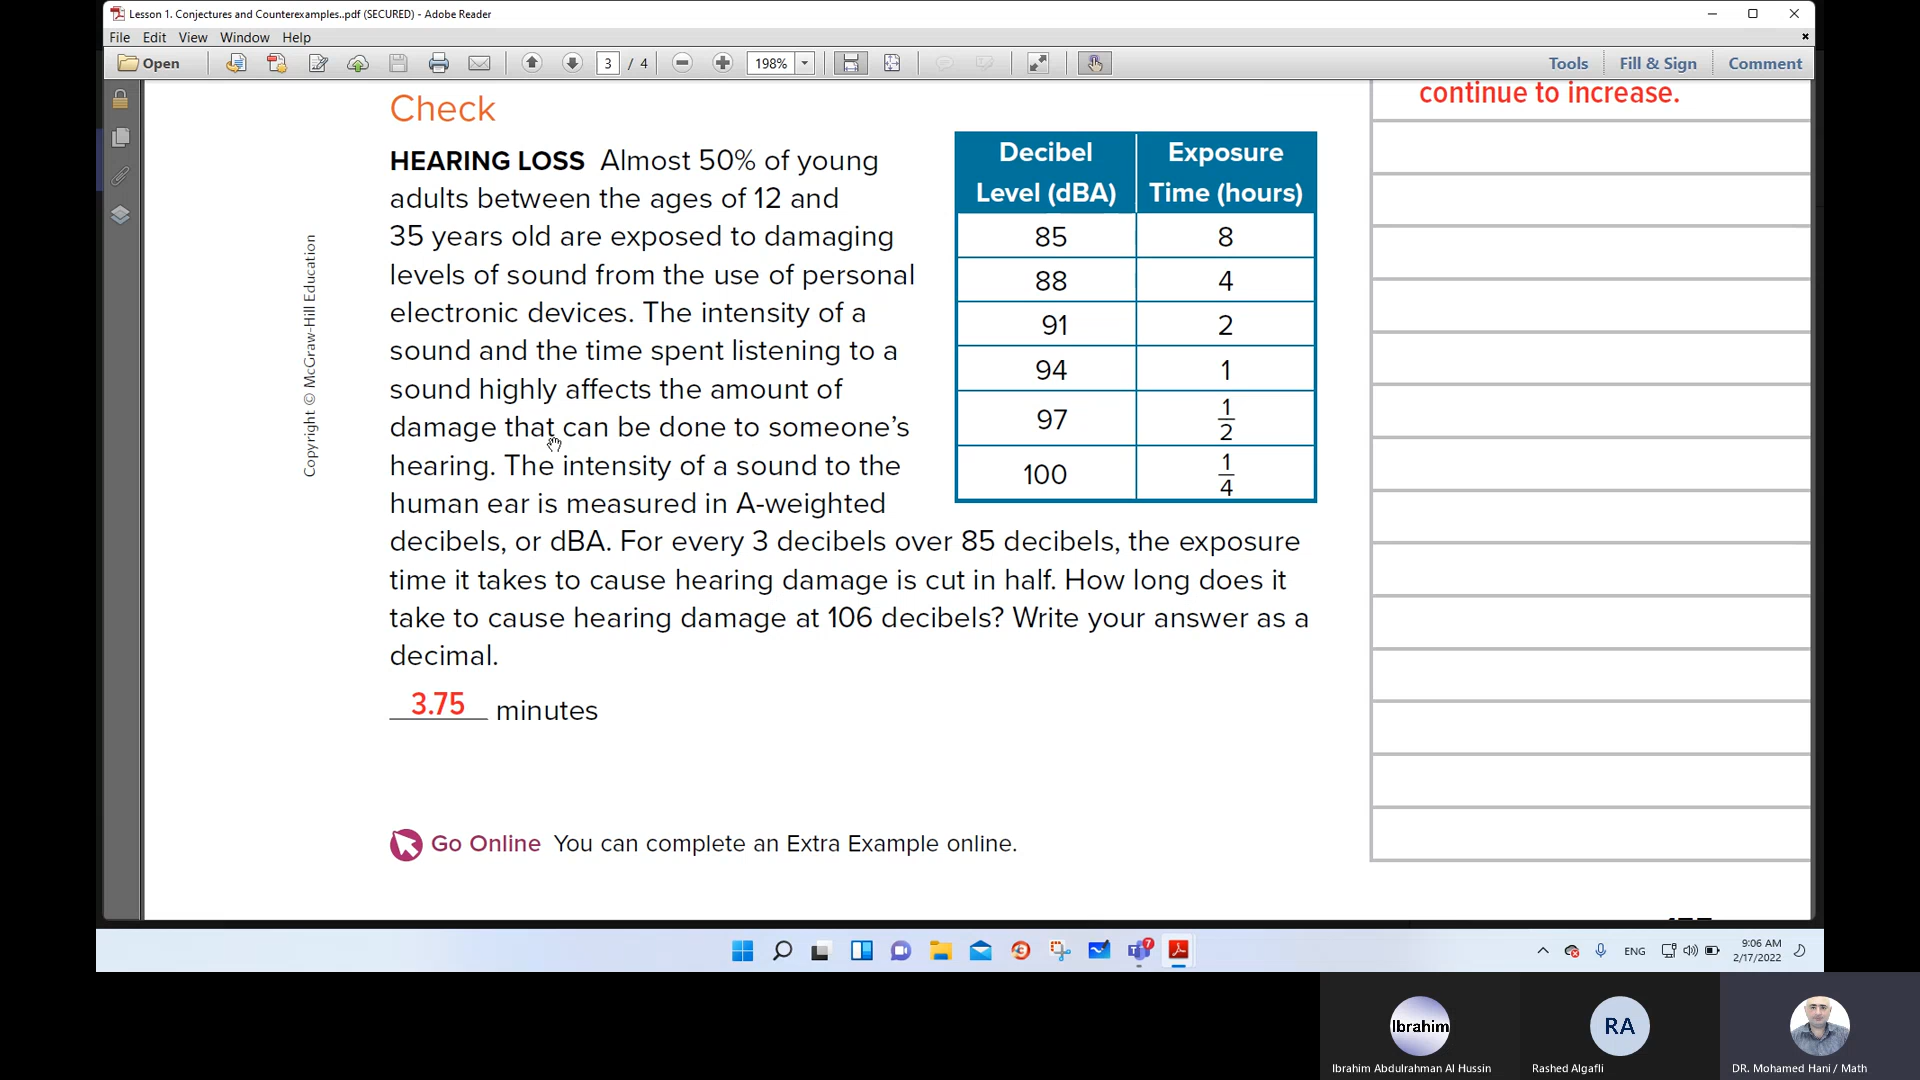 Lesson 1. Conjectures and Counterexamples..pdf (SECURED) - Adobe Reader
File Edit View Window Help
Open 3 / 4 198% Tools Fill & Sign Comment
continue to increase.
Check
HEARING LOSS Almost 50% of young
adults between the ages of 12 and
35 years old are exposed to damaging
levels of sound from the use of personal
electronic devices. The intensity of a
sound and the time spent listening to a
sound highly affects the amount of
damage that can be done to someone’s
hearing. The intensity of a sound to the
human ear is measured in A-weighted
decibels, or dBA. For every 3 decibels over 85 decibels, the exposure
time it takes to cause hearing damage is cut in half. How long does it
take to cause hearing damage at 106 decibels? Write your answer as a
decimal.
Decibel Level (dBA) Exposure Time (hours)
85 8
88 4
91 2
94 1
97 1/2
100 1/4
3.75 minutes
Copyright © McGraw-Hill Education
Go Online You can complete an Extra Example online.
7
ENG
9:06 AM
2/17/2022
Ibrahim
RA
Ibrahim Abdulrahman Al Hussin
Rashed Algafli
DR. Mohamed Hani / Math